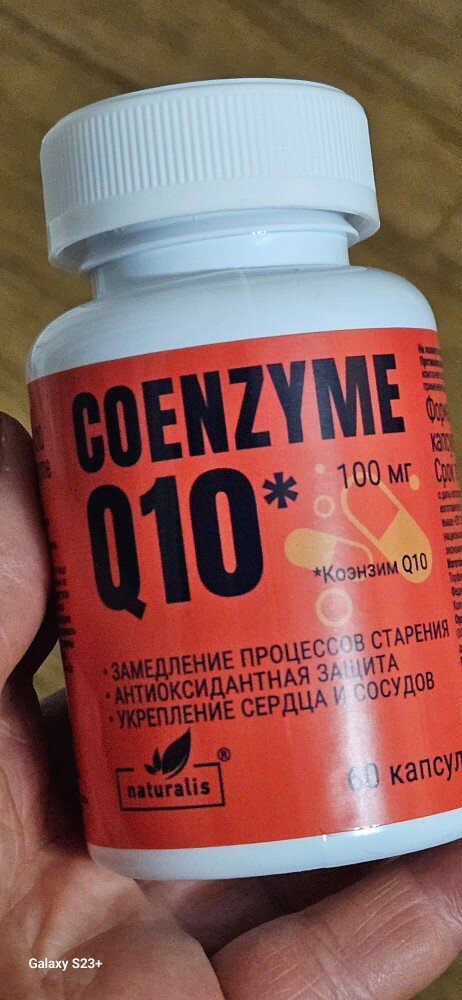 COENZYME
Q10*
100 мг
*Коэнзим Q10
· ЗАМЕДЛЕНИЕ ПРОЦЕССОВ СТАРЕНИЯ
· АНТИОКСИДАНТНАЯ ЗАЩИТА
· УКРЕПЛЕНИЕ СЕРДЦА И СОСУДОВ
naturalis®
60 капсул
Срок
Galaxy S23+